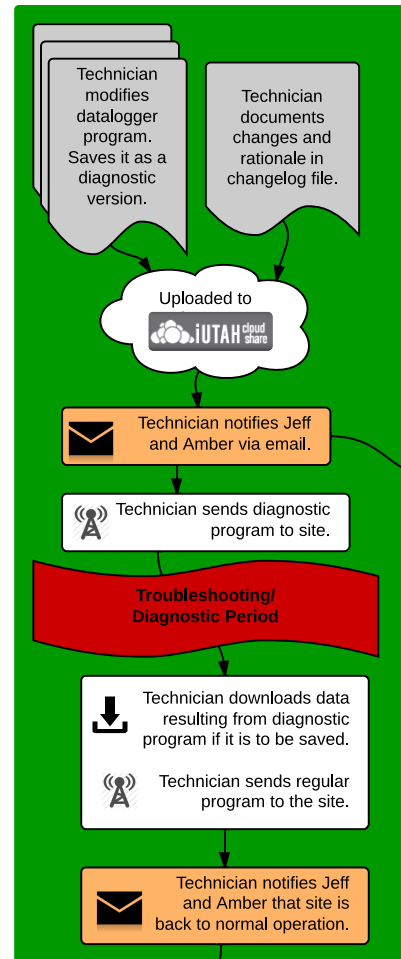 Technician
modifies
datalogger
program.
Saves it as a
diagnostic
version.
Technician
documents
changes and
rationale in
changelog file.
Uploaded to
iUTAH cloud
share
Technician notifies Jeff
and Amber via email.
Technician sends diagnostic
program to site.
Troubleshooting/
Diagnostic Period
Technician downloads data
resulting from diagnostic
program if it is to be saved.
Technician sends regular
program to the site.
Technician notifies Jeff
and Amber that site is
back to normal operation.